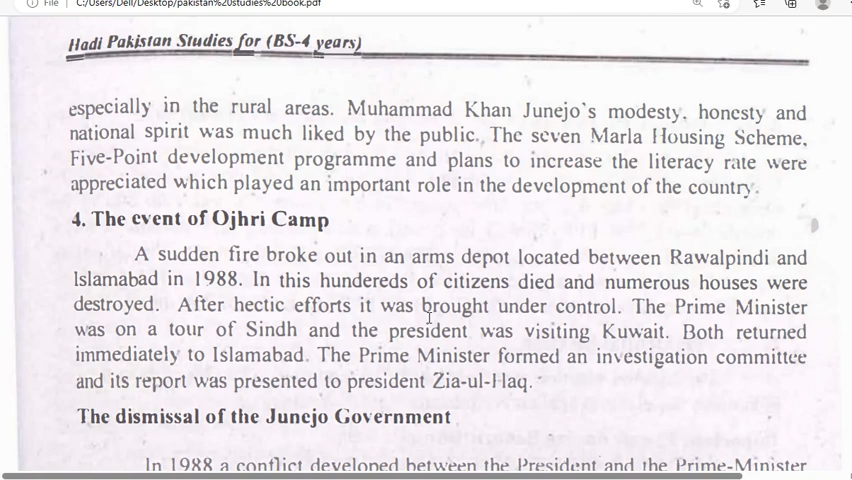 File
C:/Users/Dell/Desktop/pakistan%20studies%20book.pdf
Hadi Pakistan Studies for (BS-4 years)
especially in the rural areas. Muhammad Khan Junejo's modesty, honesty and
national spirit was much liked by the public. The seven Marla Housing Scheme,
Five-Point development programme and plans to increase the literacy rate were
appreciated which played an important role in the development of the country.
4. The event of Ojhri Camp
A sudden fire broke out in an arms depot located between Rawalpindi and
Islamabad in 1988. In this hundereds of citizens died and numerous houses were
destroyed. After hectic efforts it was brought under control. The Prime Minister
was on a tour of Sindh and the president was visiting Kuwait. Both returned
immediately to Islamabad. The Prime Minister formed an investigation committee
and its report was presented to president Zia-ul-Haq.
The dismissal of the Junejo Government
In 1988 a conflict developed between the President and the Prime-Minister